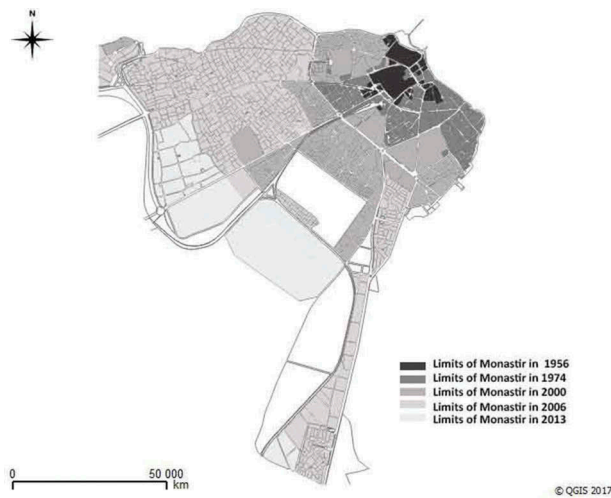 N
Limits of Monastir in 1956
Limits of Monastir in 1974
Limits of Monastir in 2000
Limits of Monastir in 2006
Limits of Monastir in 2013
0 50 000
km
© QGIS 2017